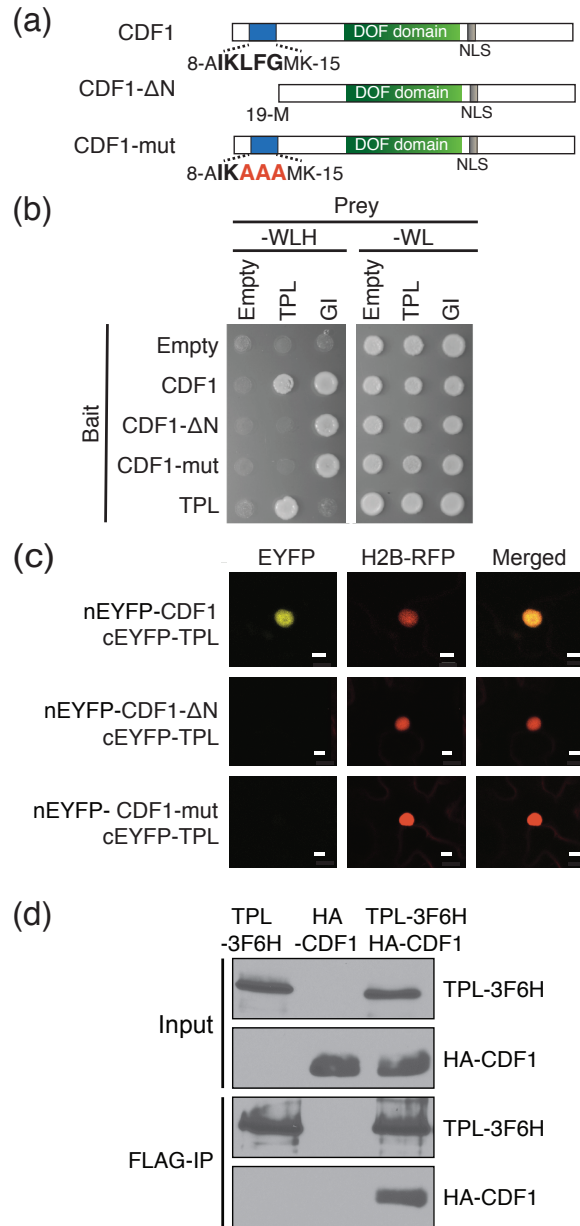 (a)
CDF1
DOF domain
NLS
8-AIKLFGMK-15
CDF1-ΔN
DOF domain
19-M
NLS
CDF1-mut
DOF domain
NLS
8-AIKAAAMK-15
(b)
Prey
-WLH -WL
Empty TPL GI Empty TPL GI
Bait
Empty
CDF1
CDF1-ΔN
CDF1-mut
TPL
(c)
EYFP H2B-RFP Merged
nEYFP-CDF1
cEYFP-TPL
nEYFP-CDF1-ΔN
cEYFP-TPL
nEYFP- CDF1-mut
cEYFP-TPL
(d)
TPL HA TPL-3F6H
-3F6H -CDF1 HA-CDF1
Input
TPL-3F6H
HA-CDF1
FLAG-IP
TPL-3F6H
HA-CDF1